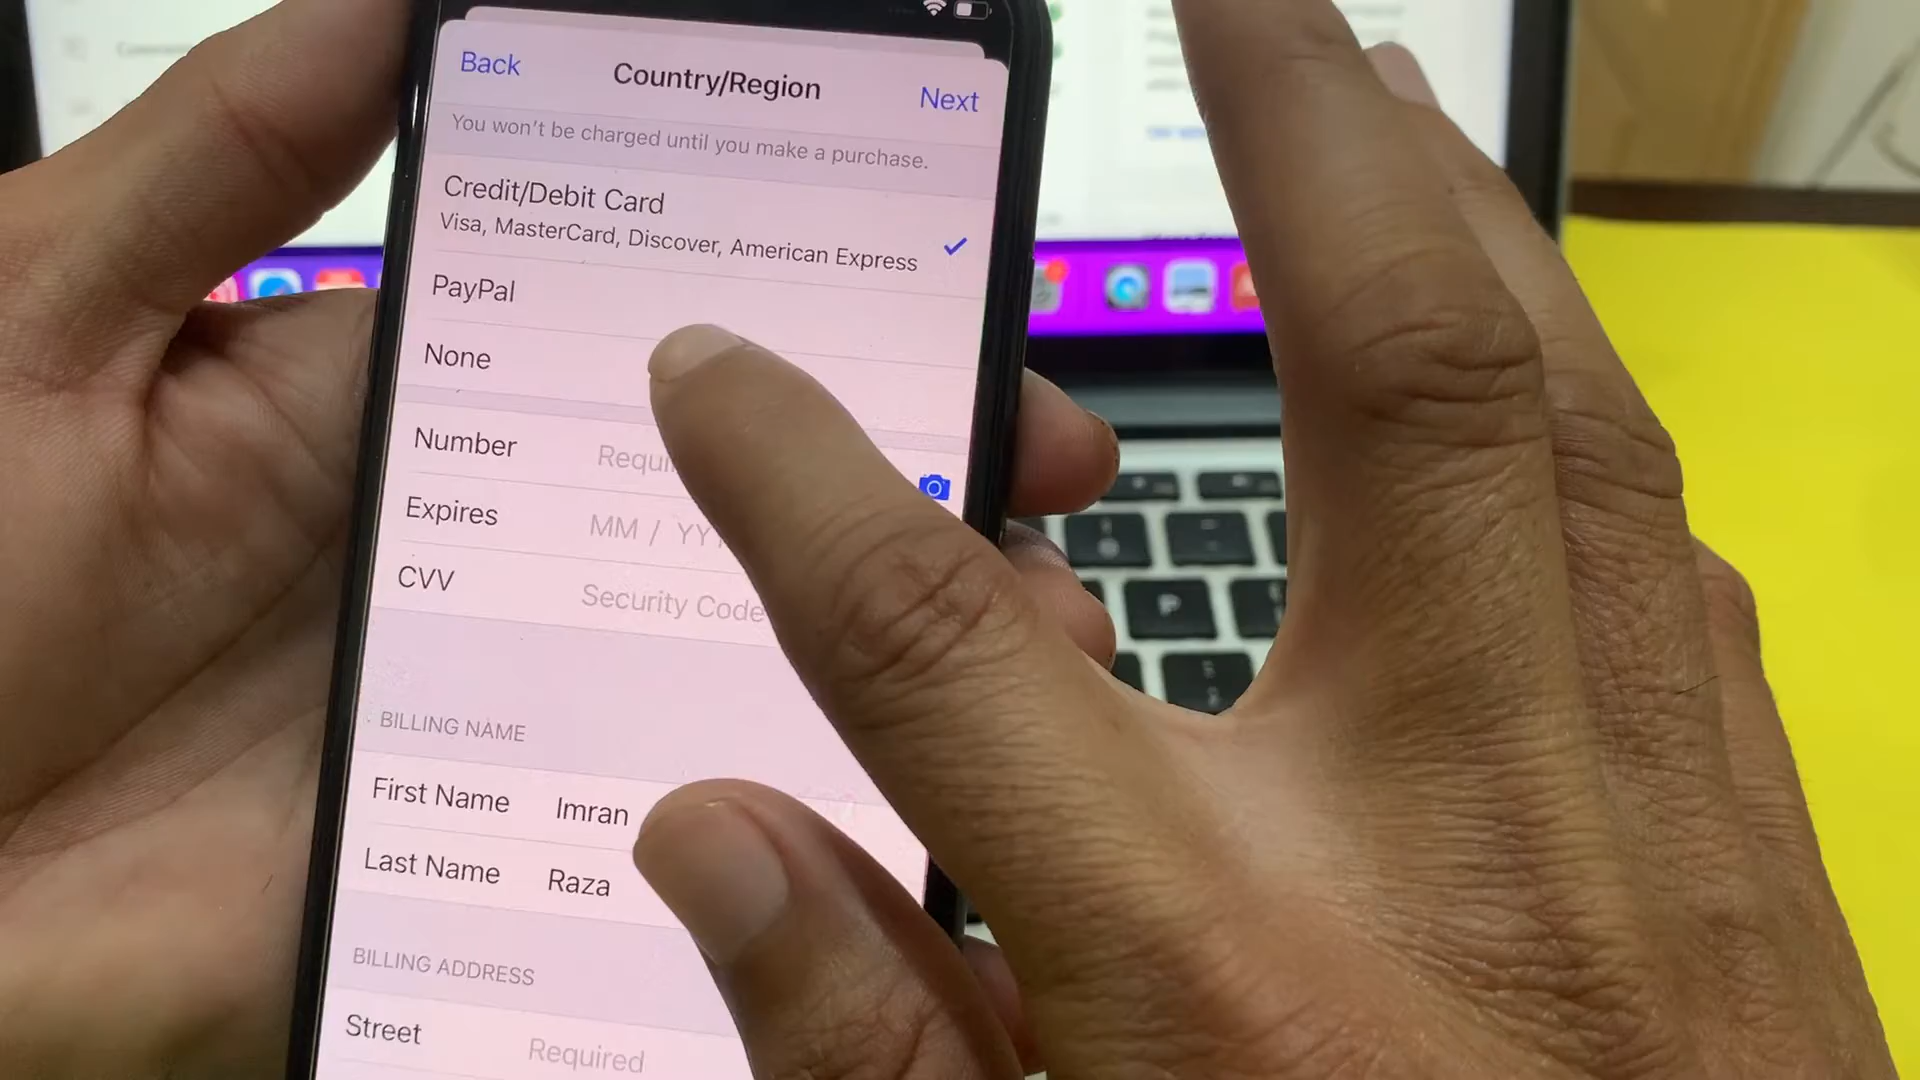 Back
Country/Region
Next
You won't be charged until you make a purchase.
Credit/Debit Card
Visa, MasterCard, Discover, American Express
PayPal
None
Number
Expires MM / YY
CVV Security Code
BILLING NAME
First Name Imran
Last Name Raza
BILLING ADDRESS
Street Required
P